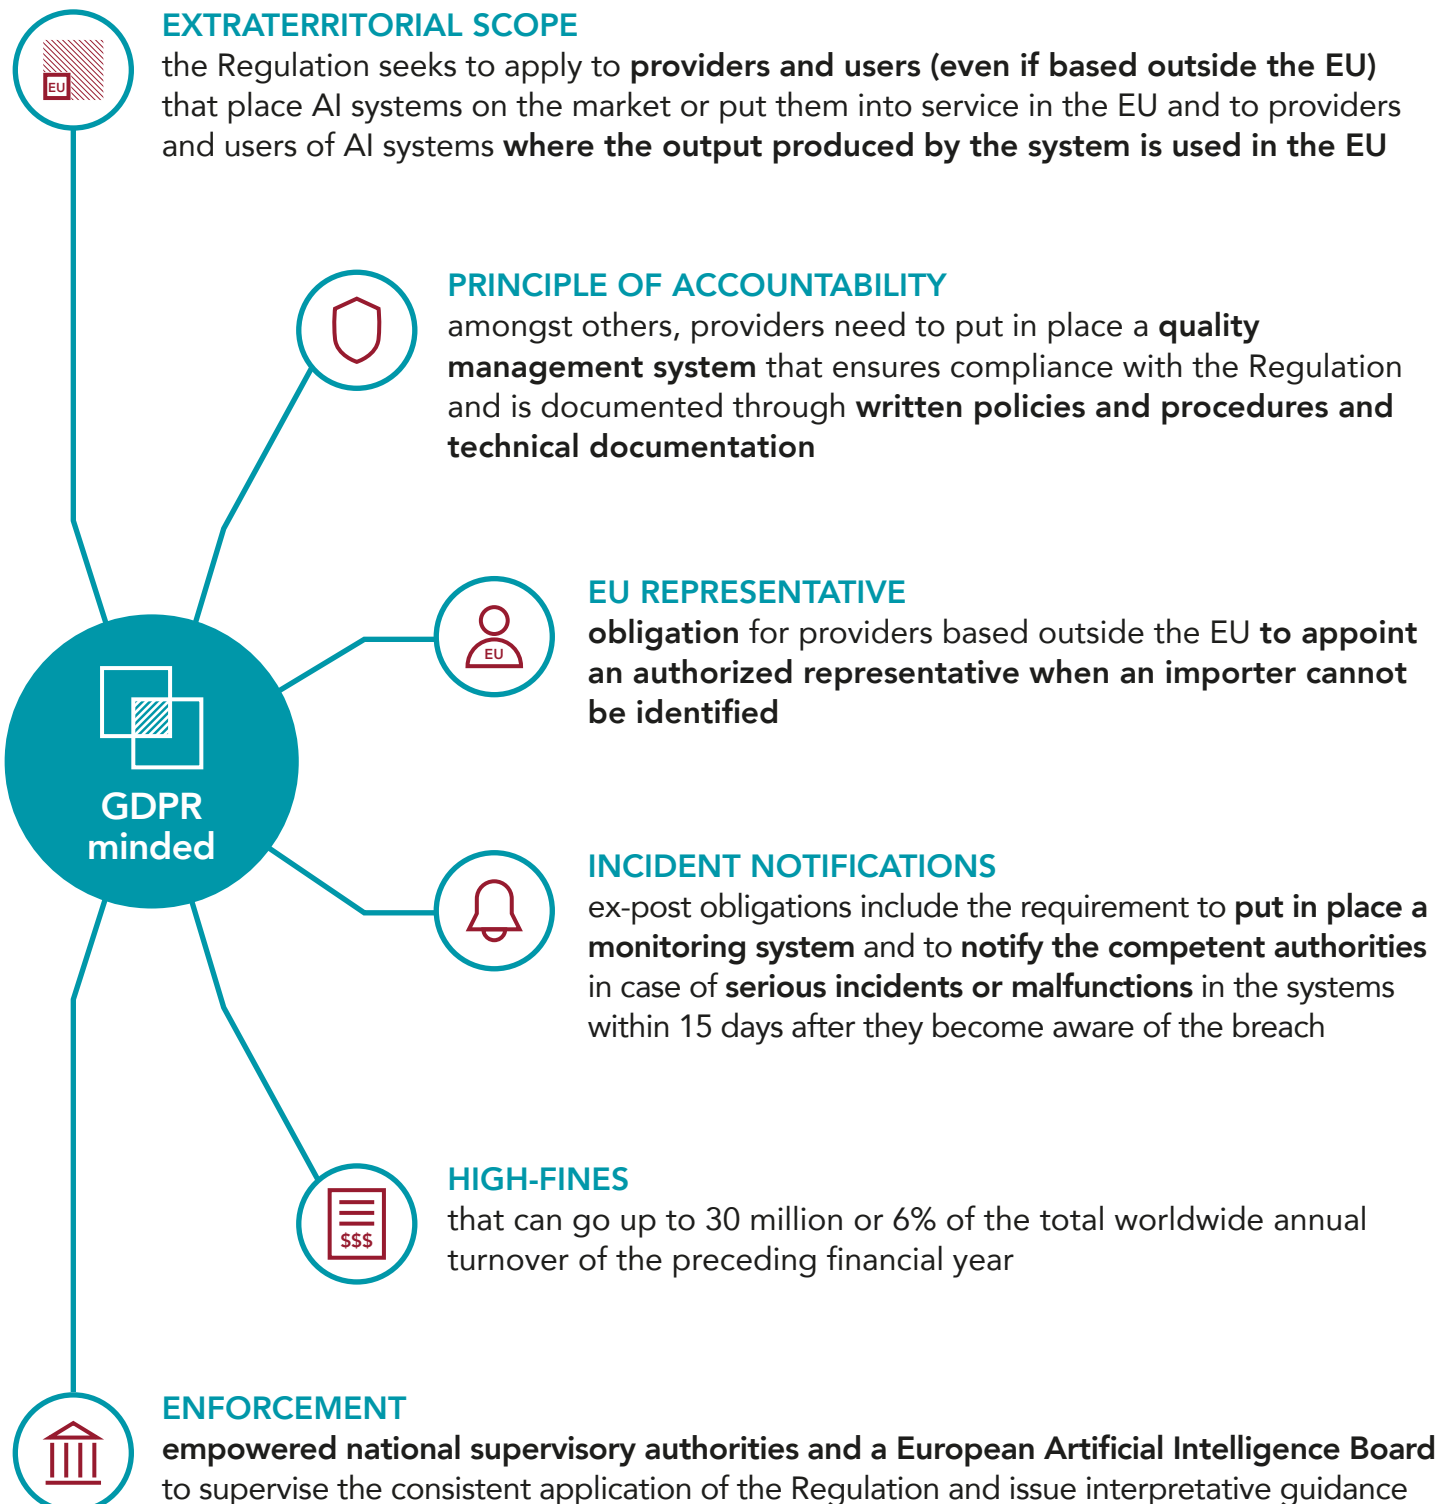 EXTRATERRITORIAL SCOPE
EU
the Regulation seeks to apply to providers and users (even if based outside the EU)
that place AI systems on the market or put them into service in the EU and to providers
and users of AI systems where the output produced by the system is used in the EU
PRINCIPLE OF ACCOUNTABILITY
amongst others, providers need to put in place a quality
management system that ensures compliance with the Regulation
and is documented through written policies and procedures and
technical documentation
EU REPRESENTATIVE
EU
obligation for providers based outside the EU to appoint
an authorized representative when an importer cannot
be identified
GDPR
minded
INCIDENT NOTIFICATIONS
ex-post obligations include the requirement to put in place a
monitoring system and to notify the competent authorities
in case of serious incidents or malfunctions in the systems
within 15 days after they become aware of the breach
HIGH-FINES
$$$
that can go up to 30 million or 6% of the total worldwide annual
turnover of the preceding financial year
ENFORCEMENT
empowered national supervisory authorities and a European Artificial Intelligence Board
to supervise the consistent application of the Regulation and issue interpretative guidance